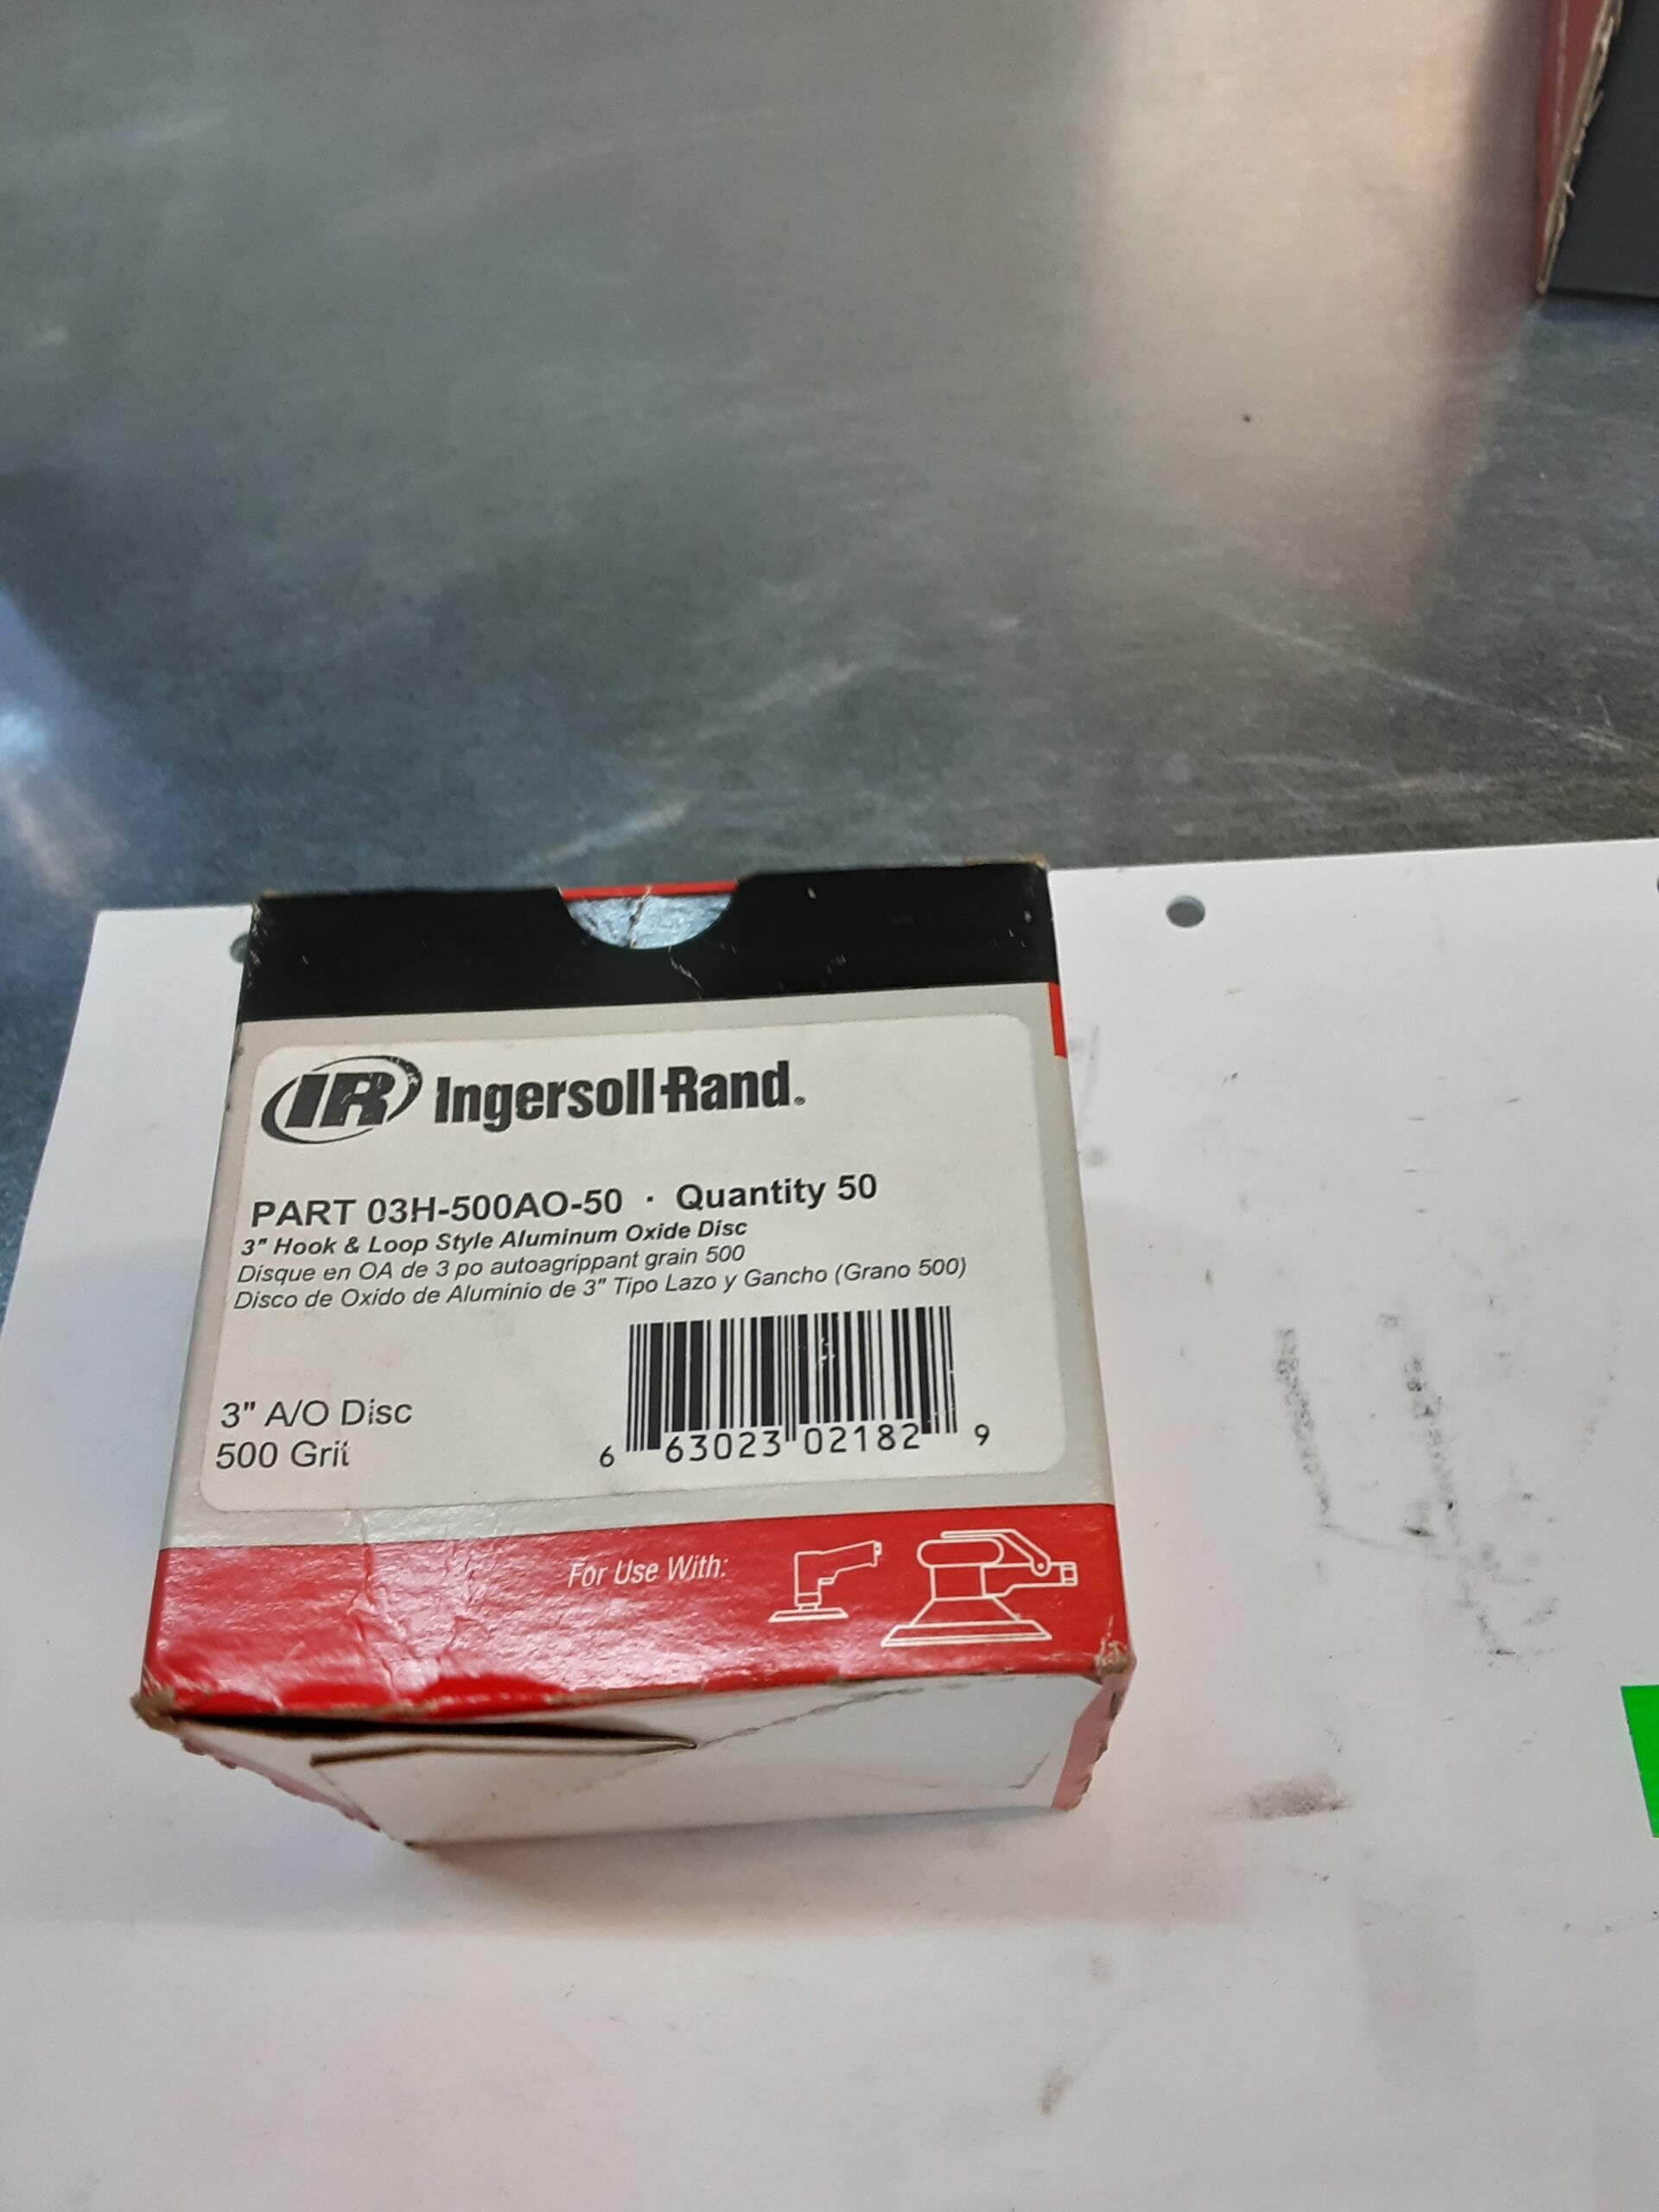 IR Ingersoll Rand®
PART 03H-500AO-50 · Quantity 50
3" Hook & Loop Style Aluminum Oxide Disc
Disque en OA de 3 po autoagrippant grain 500
Disco de Oxido de Aluminio de 3" Tipo Lazo y Gancho (Grano 500)
3" A/O Disc
500 Grit
6 63023 02182 9
For Use With: